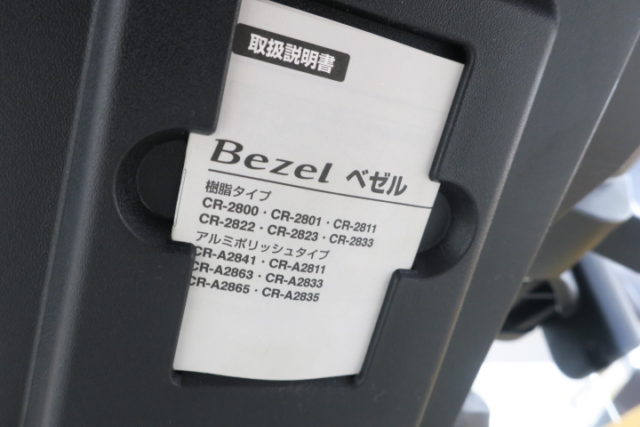 取扱説明書
Bezel ベゼル
樹脂タイプ
CR-2800・CR-2801・CR-2811
CR-2822・CR-2823・CR-2833
アルミポリッシュタイプ
CR-A2841・CR-A2811
CR-A2863・CR-A2833
CR-A2865・CR-A2835